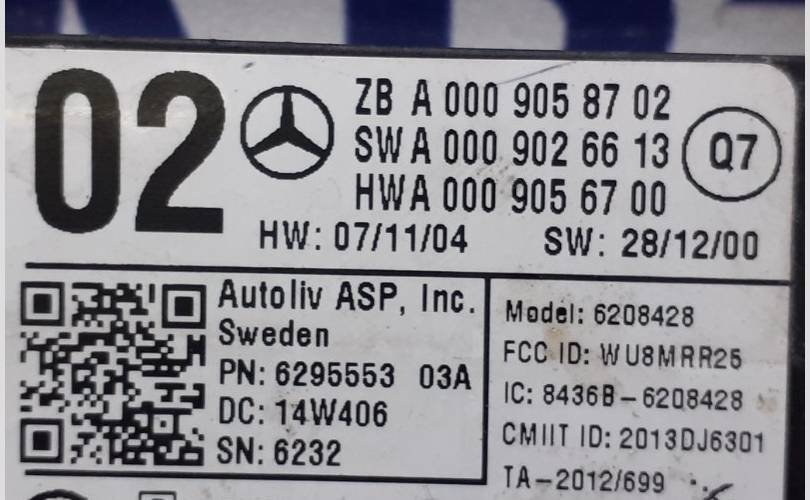 02
ZB A 000 905 87 02
SW A 000 902 66 13
HW A 000 905 67 00
Q7
HW: 07/11/04 SW: 28/12/00
Autoliv ASP, Inc.
Sweden
PN: 6295553 03A
DC: 14W406
SN: 6232
Model: 6208428
FCC ID: WU8MRR25
IC: 8436B-6208428
CMIIT ID: 2013DJ6301
TA-2012/699